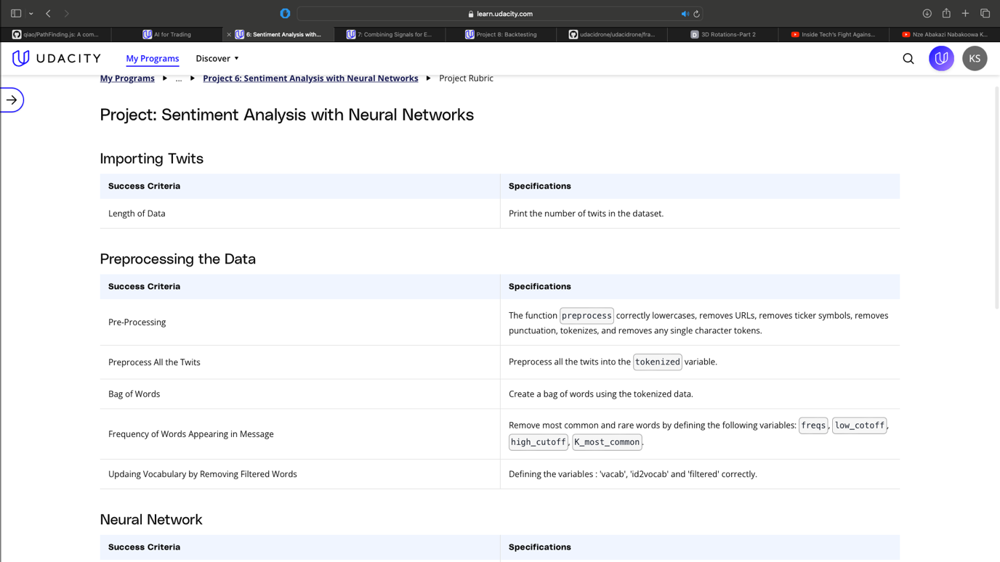 learn.udacity.com
qiao/PathFinding.js: A com...
AI for Trading
6: Sentiment Analysis with...
7: Combining Signals for E...
Project 8: Backtesting
udacidrone/udacidrone/fra...
D
3D Rotations-Part 2
Inside Tech's Fight Agains...
Nze Abakazi Nabakoowa K...
UDACITY
My Programs
Discover
KS
My Programs
...
Project 6: Sentiment Analysis with Neural Networks
Project Rubric
Project: Sentiment Analysis with Neural Networks
Importing Twits
Success Criteria
Specifications
Length of Data
Print the number of twits in the dataset.
Preprocessing the Data
Success Criteria
Specifications
Pre-Processing
The function preprocess correctly lowercases, removes URLs, removes ticker symbols, removes
punctuation, tokenizes, and removes any single character tokens.
Preprocess All the Twits
Preprocess all the twits into the tokenized variable.
Bag of Words
Create a bag of words using the tokenized data.
Frequency of Words Appearing in Message
Remove most common and rare words by defining the following variables: freqs, low_cotoff,
high_cutoff, K_most_common.
Updaing Vocabulary by Removing Filtered Words
Defining the variables : 'vacab', 'id2vocab' and 'filtered' correctly.
Neural Network
Success Criteria
Specifications